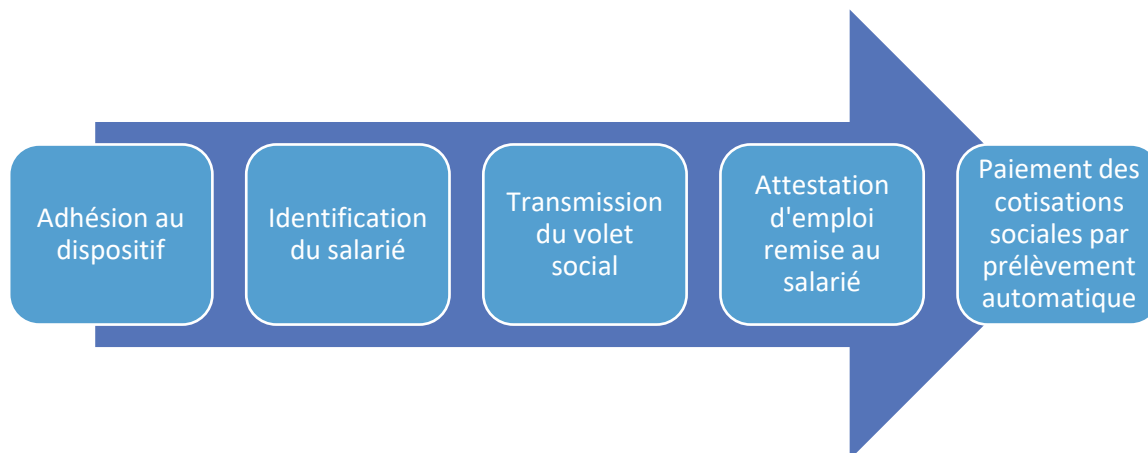 Adhésion au
dispositif
Identification
du salarié
Transmission
du volet
social
Attestation
d'emploi
remise au
salarié
Paiement des
cotisations
sociales par
prélèvement
automatique